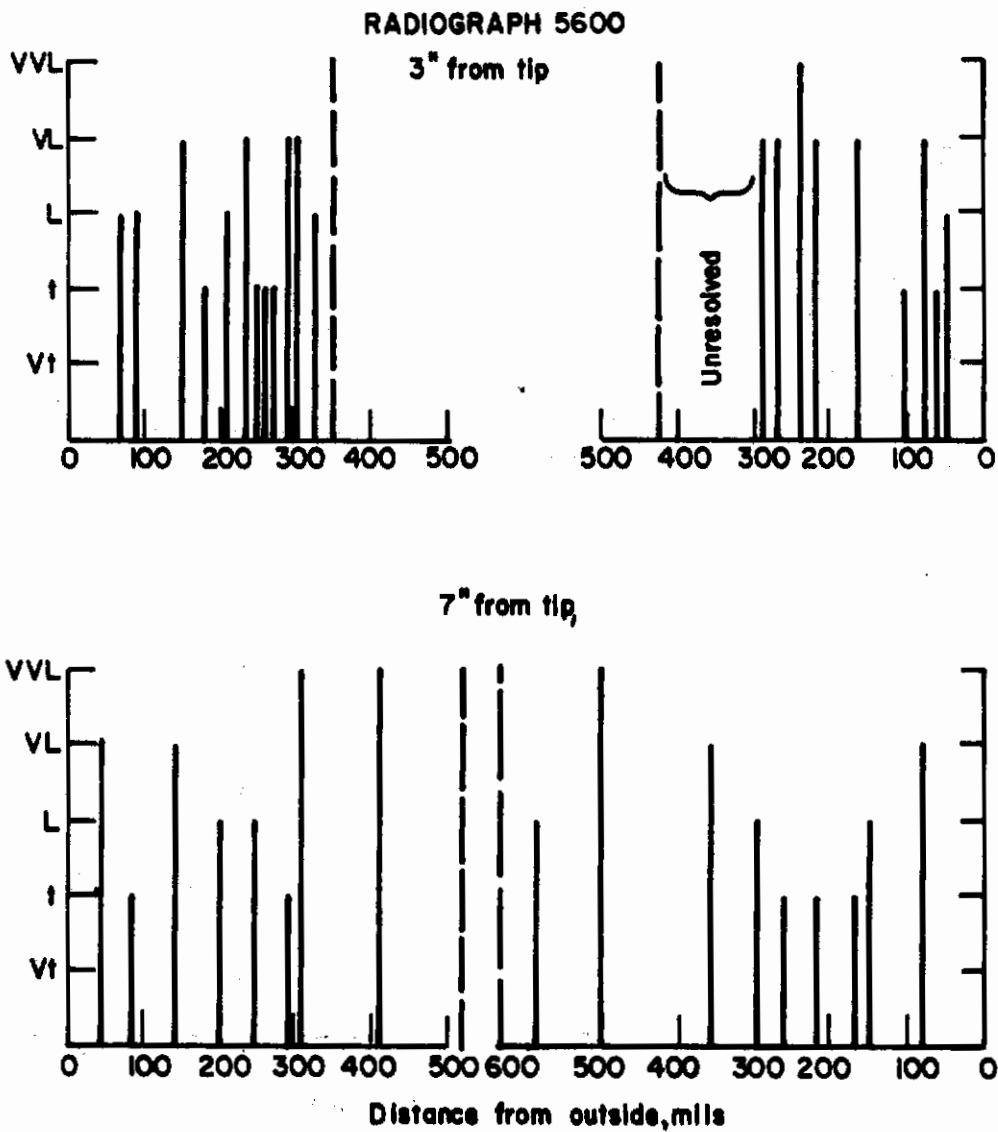 RADIOGRAPH 5600
3" from tip
VVL
VL
L
t
Vt
Unresolved
0 100 200 300 400 500
500 400 300 200 100 0
7" from tip,
VVL
VL
L
t
Vt
0 100 200 300 400 500 600 500 400 300 200 100 0
Distance from outside, mils